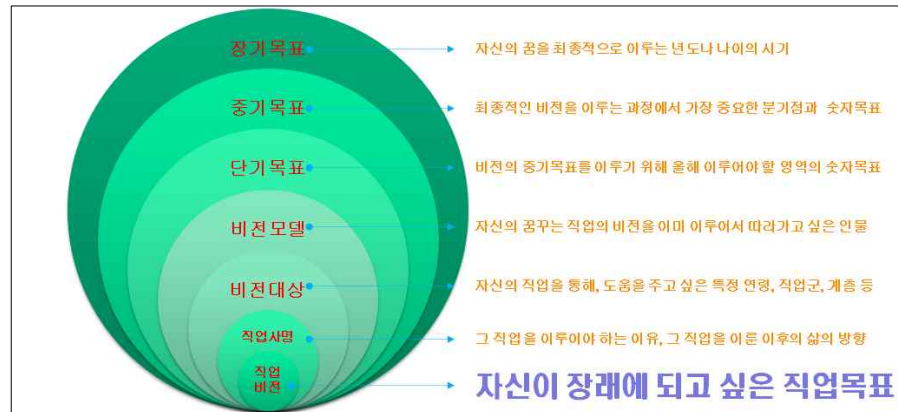 장기목표 자신의 꿈을 최종적으로 이루는 년도나 나이의 시기
중기목표 최종적인 비전을 이루는 과정에서 가장 중요한 분기점과 숫자목표
단기목표 비전의 중기목표를 이루기 위해 올해 이루어야 할 영역의 숫자목표
비전모델 자신의 꿈꾸는 직업의 비전을 이미 이루어서 따라가고 싶은 인물
비전대상 자신의 직업을 통해, 도움을 주고 싶은 특정 연령, 직업군, 계층 등
직업사명 그 직업을 이루어야 하는 이유, 그 직업을 이룬 이후의 삶의 방향
직업
비전 자신이 장래에 되고 싶은 직업목표